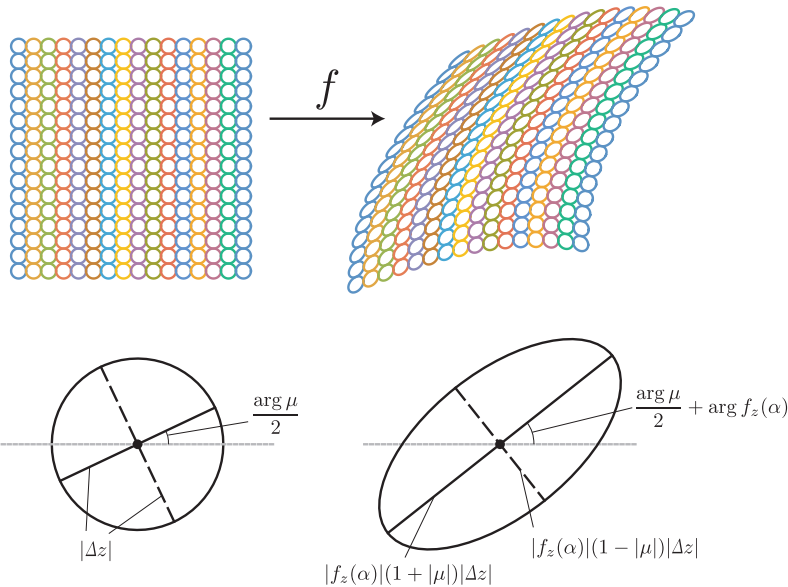 f
arg μ / 2
arg μ / 2 + arg f_z(α)
|Δz|
|f_z(α)|(1 − |μ|)|Δz|
|f_z(α)|(1 + |μ|)|Δz|